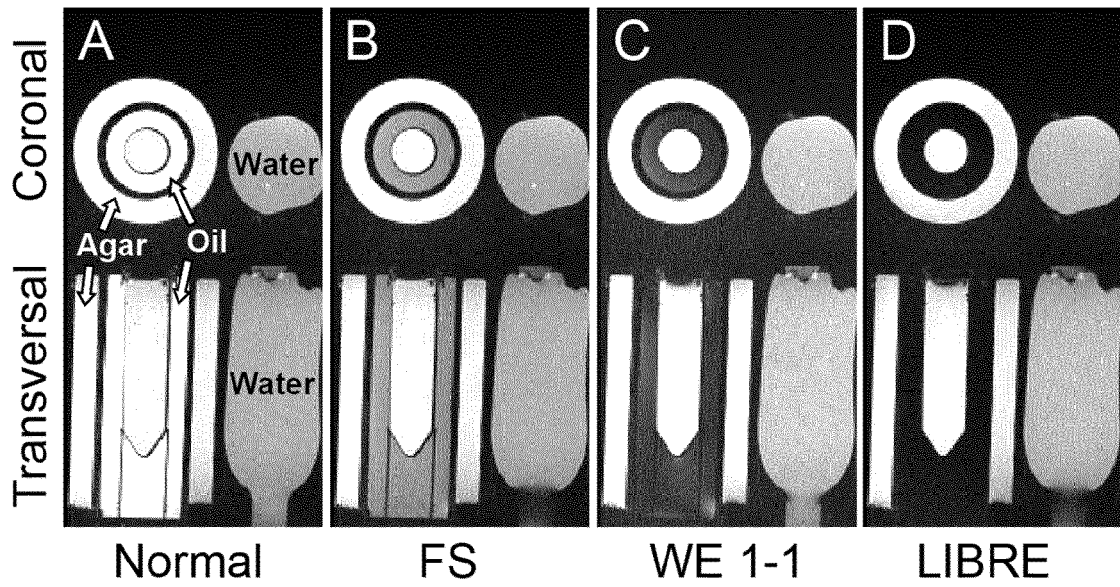 A B C D
Coronal
Water
Agar Oil
Transversal
Water
Normal FS WE 1-1 LIBRE